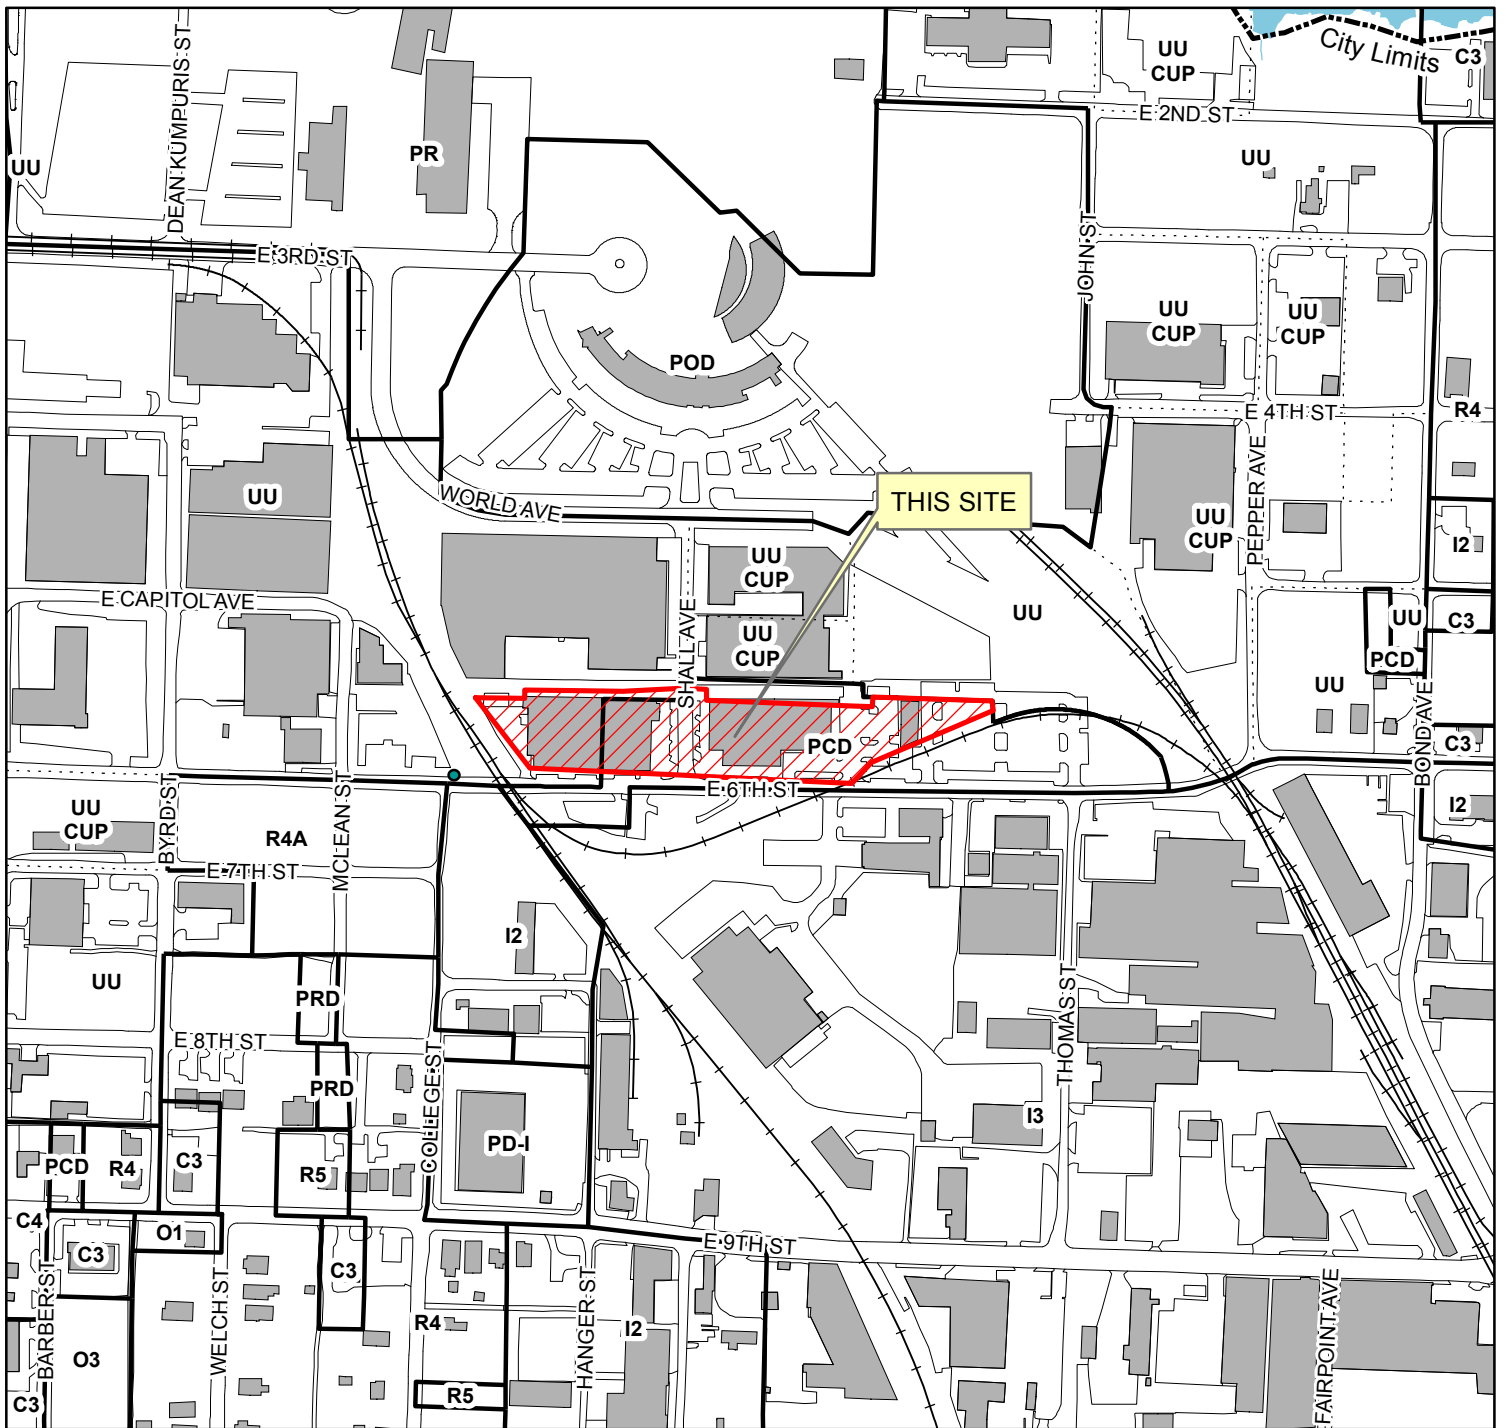 UU
CUP
City Limits
C3
DEAN KUMPURIS ST
E 2ND ST
PR
UU
UU
JOHN ST
E 3RD ST
UU
CUP
UU
CUP
POD
E 4TH ST
R4
PEPPER AVE
UU
WORLD AVE
THIS SITE
UU
CUP
I2
UU
CUP
E CAPITOL AVE
SHALL AVE
UU
UU
C3
UU
CUP
PCD
UU
BOND AVE
PCD
C3
E 6TH ST
BYRD ST
MCLEAN ST
UU
CUP
R4A
I2
E 7TH ST
I2
UU
PRD
THOMAS ST
E 8TH ST
COLLEGE ST
PRD
I3
PD-I
PCD
R4
C3
R5
C4
O1
E 9TH ST
C3
C3
BARBER ST
WELCH ST
HANGER ST
FAIRPOINT AVE
R4
I2
O3
R5
C3